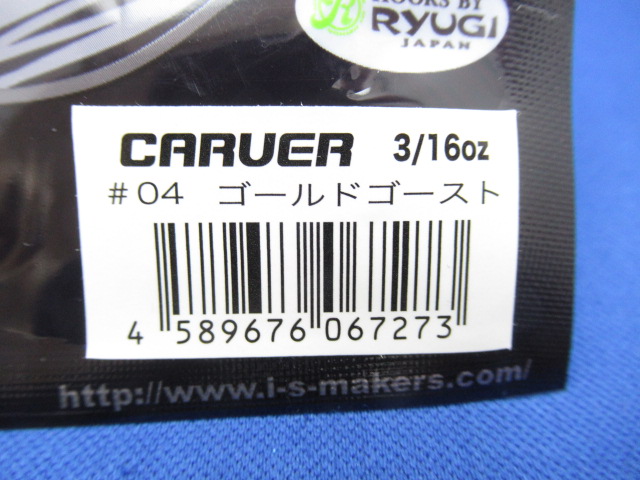 HOOKS BY
RYUGI
JAPAN
CARVER 3/16oz
#04 ゴールドゴースト
4 589676 067273
http://www.i-s-makers.com/